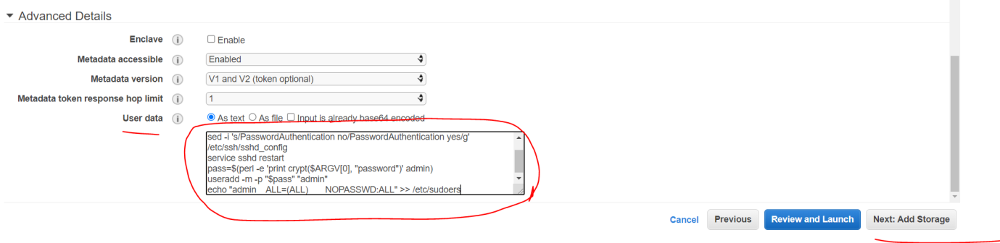 Advanced Details
Enclave i Enable
Metadata accessible i Enabled
Metadata version i V1 and V2 (token optional)
Metadata token response hop limit i 1
User data i As text As file Input is already base64 encoded
sed -i 's/PasswordAuthentication no/PasswordAuthentication yes/g'
/etc/ssh/sshd_config
service sshd restart
pass=$(perl -e 'print crypt($ARGV[0], "password")' admin)
useradd -m -p "$pass" "admin"
echo "admin    ALL=(ALL)       NOPASSWD:ALL" >> /etc/sudoers
Cancel Previous Review and Launch Next: Add Storage